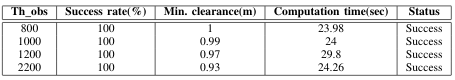 Th_obs Success rate(%) Min. clearance(m) Computation time(sec) Status
800 100 1 23.98 Success
1000 100 0.99 24 Success
1200 100 0.97 29.8 Success
2200 100 0.93 24.26 Success